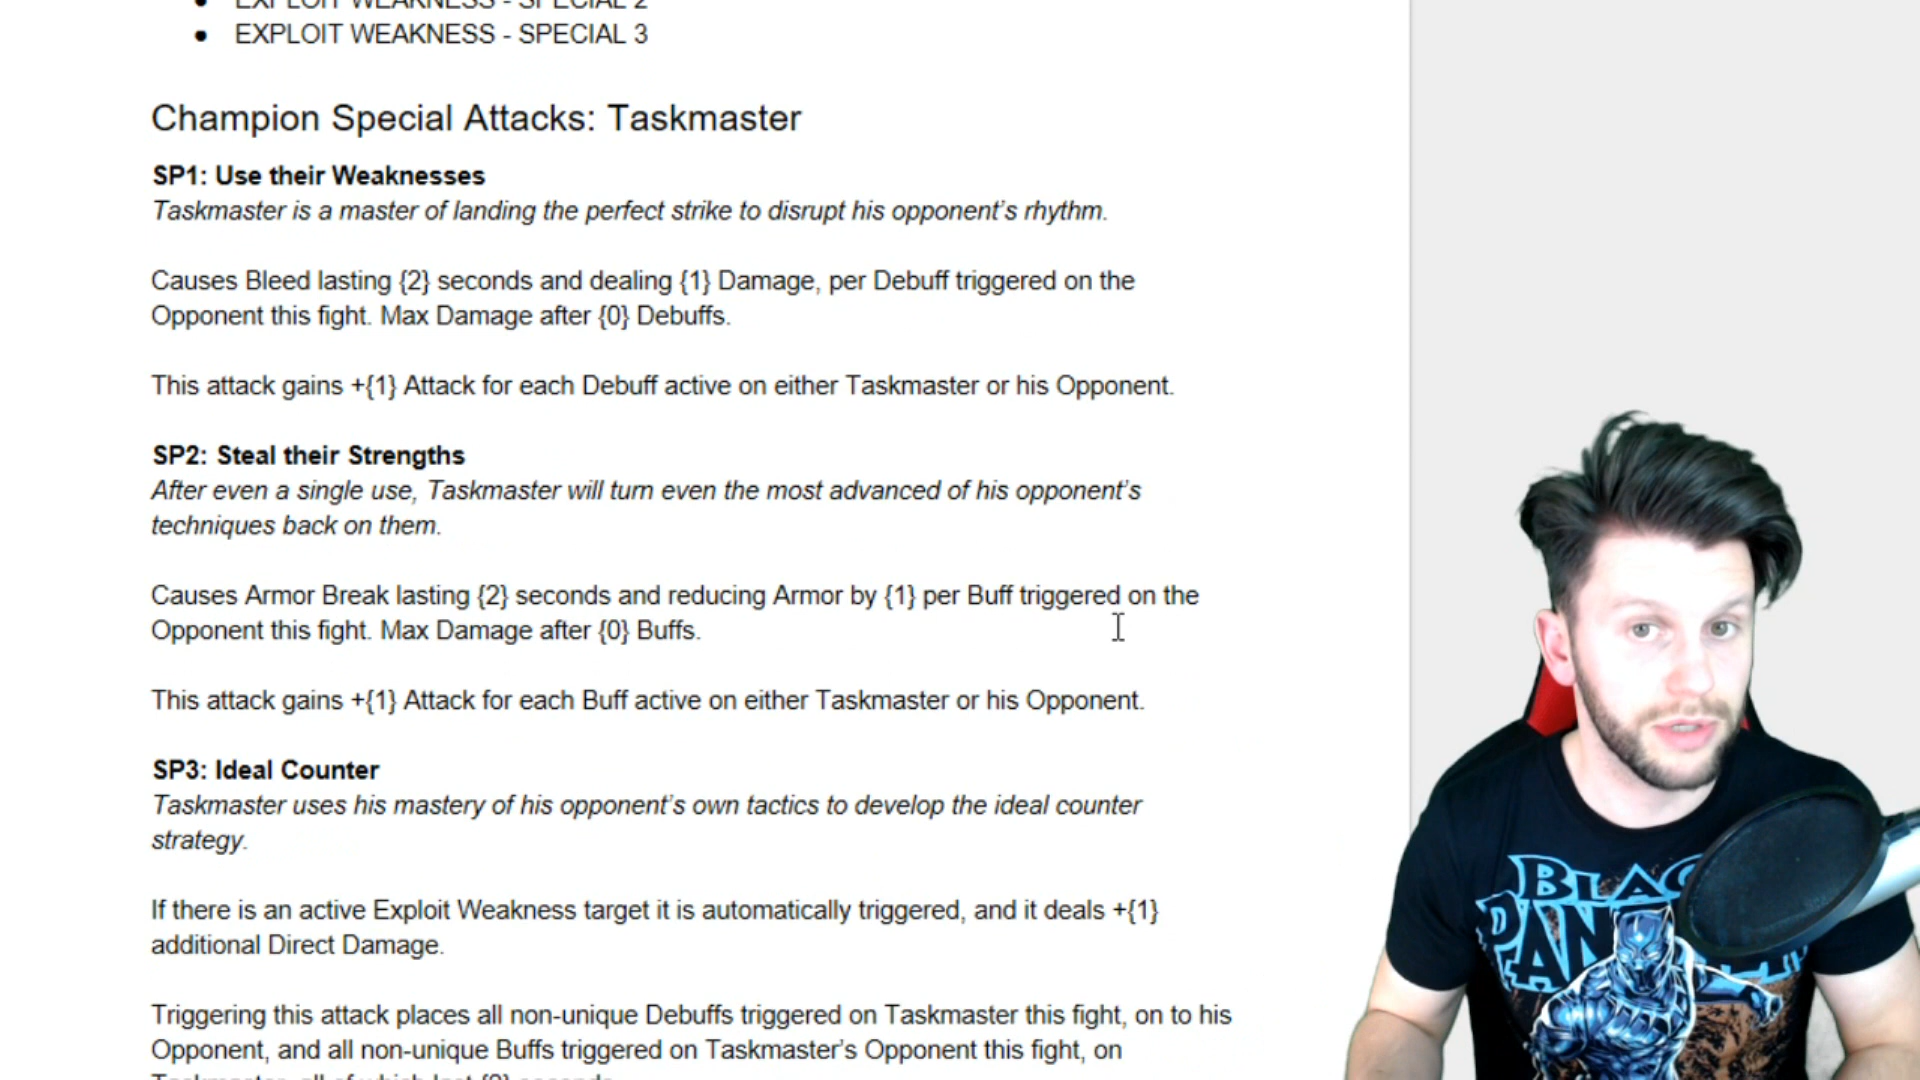 EXPLOIT WEAKNESS - SPECIAL 2
EXPLOIT WEAKNESS - SPECIAL 3
Champion Special Attacks: Taskmaster
SP1: Use their Weaknesses
Taskmaster is a master of landing the perfect strike to disrupt his opponent's rhythm.
Causes Bleed lasting {2} seconds and dealing {1} Damage, per Debuff triggered on the
Opponent this fight. Max Damage after {0} Debuffs.
This attack gains +{1} Attack for each Debuff active on either Taskmaster or his Opponent.
SP2: Steal their Strengths
After even a single use, Taskmaster will turn even the most advanced of his opponent's
techniques back on them.
Causes Armor Break lasting {2} seconds and reducing Armor by {1} per Buff triggered on the
Opponent this fight. Max Damage after {0} Buffs.
This attack gains +{1} Attack for each Buff active on either Taskmaster or his Opponent.
SP3: Ideal Counter
Taskmaster uses his mastery of his opponent's own tactics to develop the ideal counter
strategy.
If there is an active Exploit Weakness target it is automatically triggered, and it deals +{1}
additional Direct Damage.
Triggering this attack places all non-unique Debuffs triggered on Taskmaster this fight, on to his
Opponent, and all non-unique Buffs triggered on Taskmaster's Opponent this fight, on